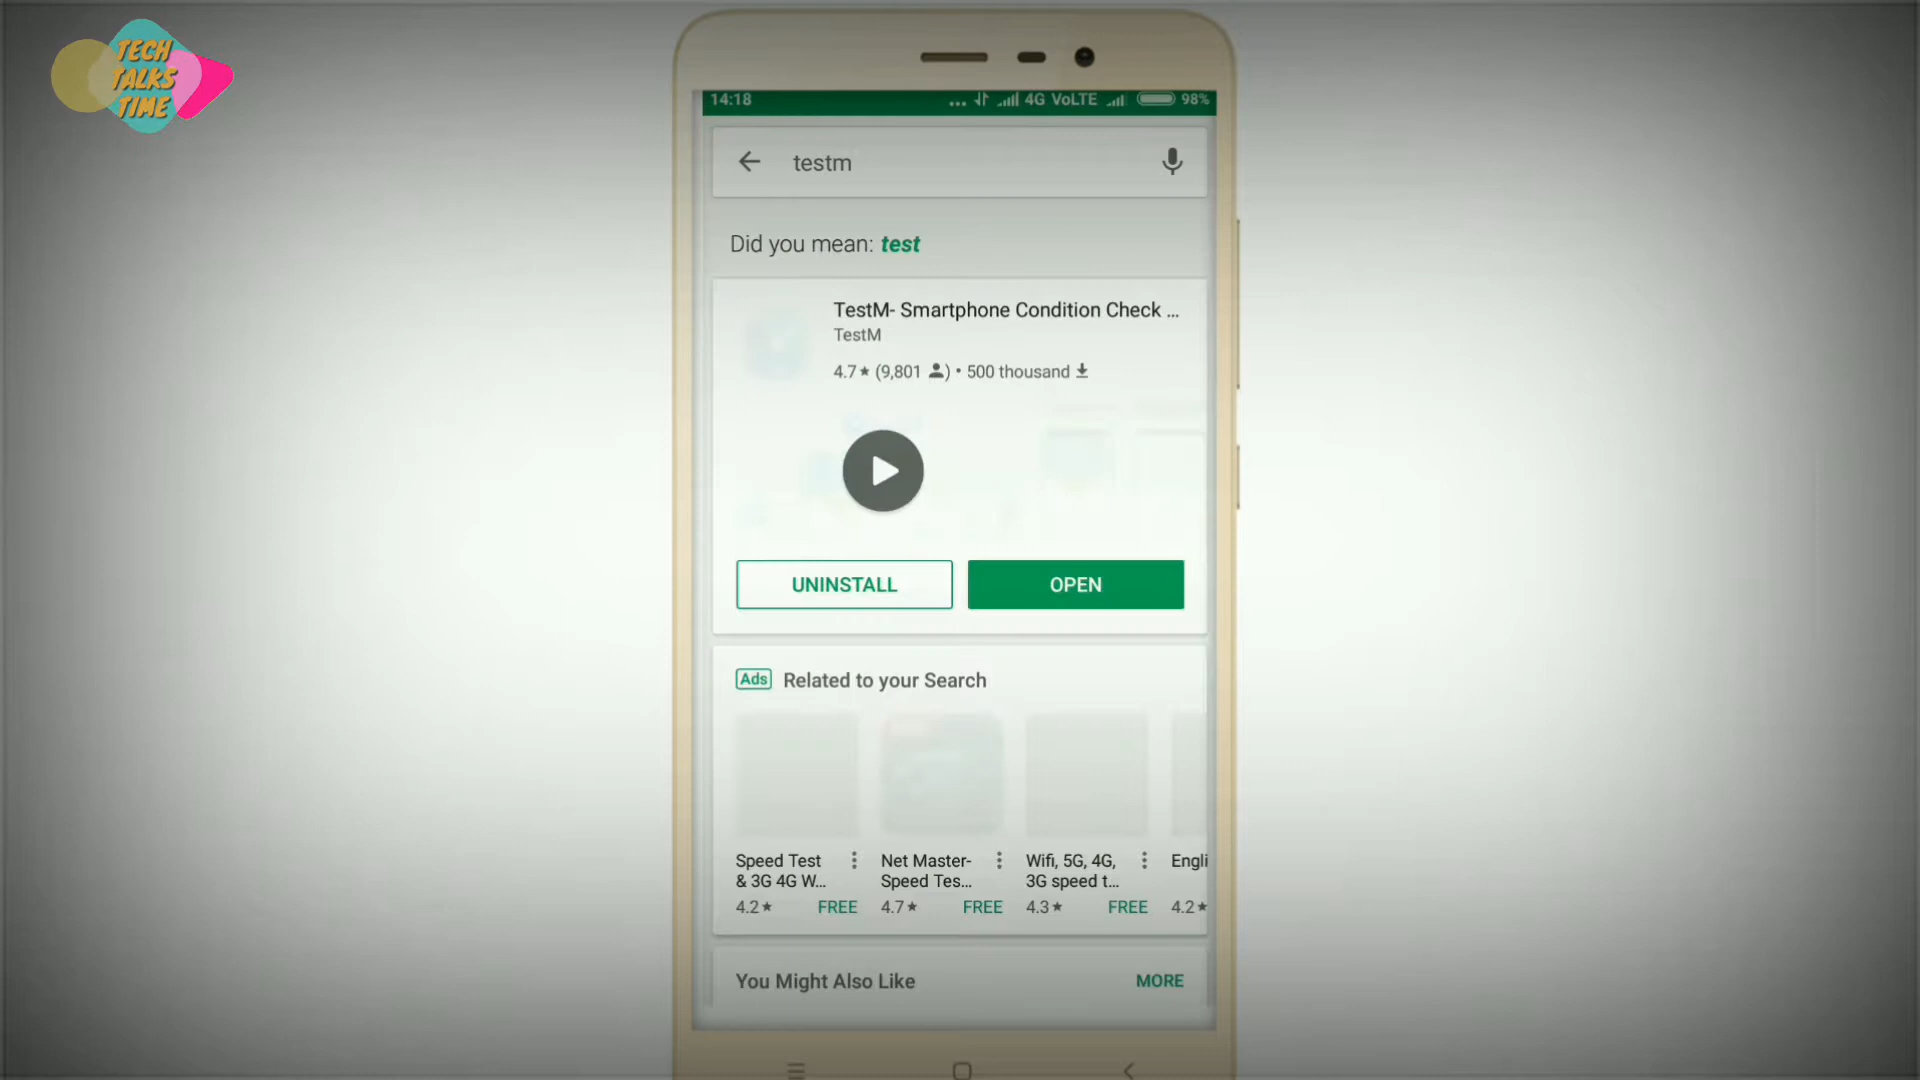 TECH
TALKS
TIME
14:18
... 4G VoLTE 98%
testm
Did you mean: test
TestM- Smartphone Condition Check ...
TestM
4.7★ (9,801) • 500 thousand
UNINSTALL
OPEN
Ads Related to your Search
Speed Test
& 3G 4G W...
4.2★ FREE
Net Master-
Speed Tes...
4.7★ FREE
Wifi, 5G, 4G,
3G speed t...
4.3★ FREE
Engli
4.2★
You Might Also Like
MORE